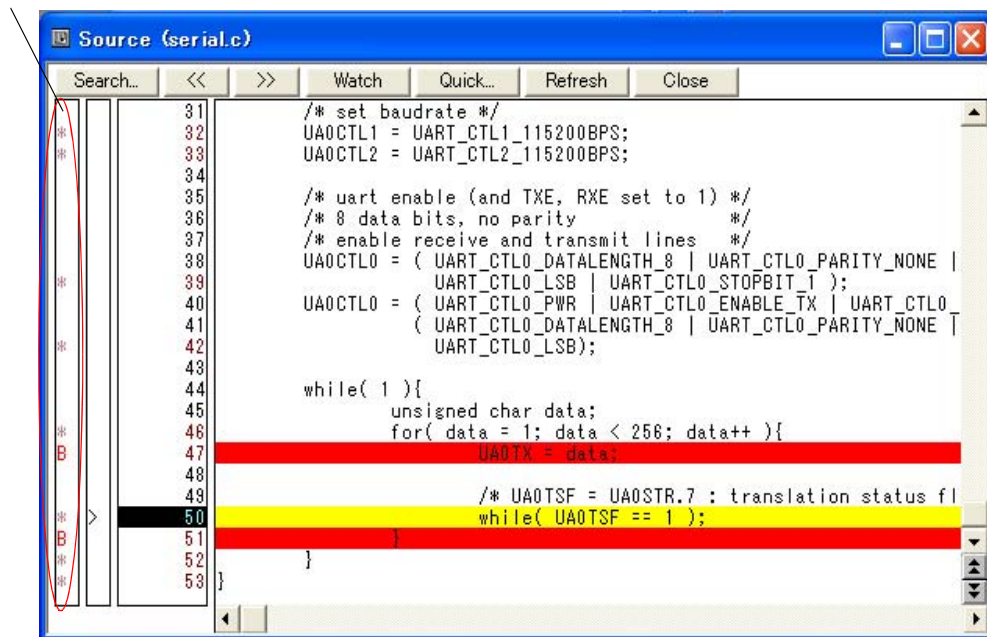 Source (serial.c)
Search... << >> Watch Quick... Refresh Close
31 /* set baudrate */
* 32 UA0CTL1 = UART_CTL1_115200BPS;
* 33 UA0CTL2 = UART_CTL2_115200BPS;
34
35 /* uart enable (and TXE, RXE set to 1) */
36 /* 8 data bits, no parity */
37 /* enable receive and transmit lines */
38 UA0CTL0 = ( UART_CTL0_DATALENGTH_8 | UART_CTL0_PARITY_NONE |
* 39 UART_CTL0_LSB | UART_CTL0_STOPBIT_1 );
40 UA0CTL0 = ( UART_CTL0_PWR | UART_CTL0_ENABLE_TX | UART_CTL0_
41 ( UART_CTL0_DATALENGTH_8 | UART_CTL0_PARITY_NONE |
* 42 UART_CTL0_LSB);
43
44 while( 1 ){
45 unsigned char data;
* 46 for( data = 1; data < 256; data++ ){
B 47 UA0TX = data;
48
49 /* UA0TSF = UA0STR.7 : translation status fl
* > 50 while( UA0TSF == 1 );
B 51 }
* 52 }
* 53 }